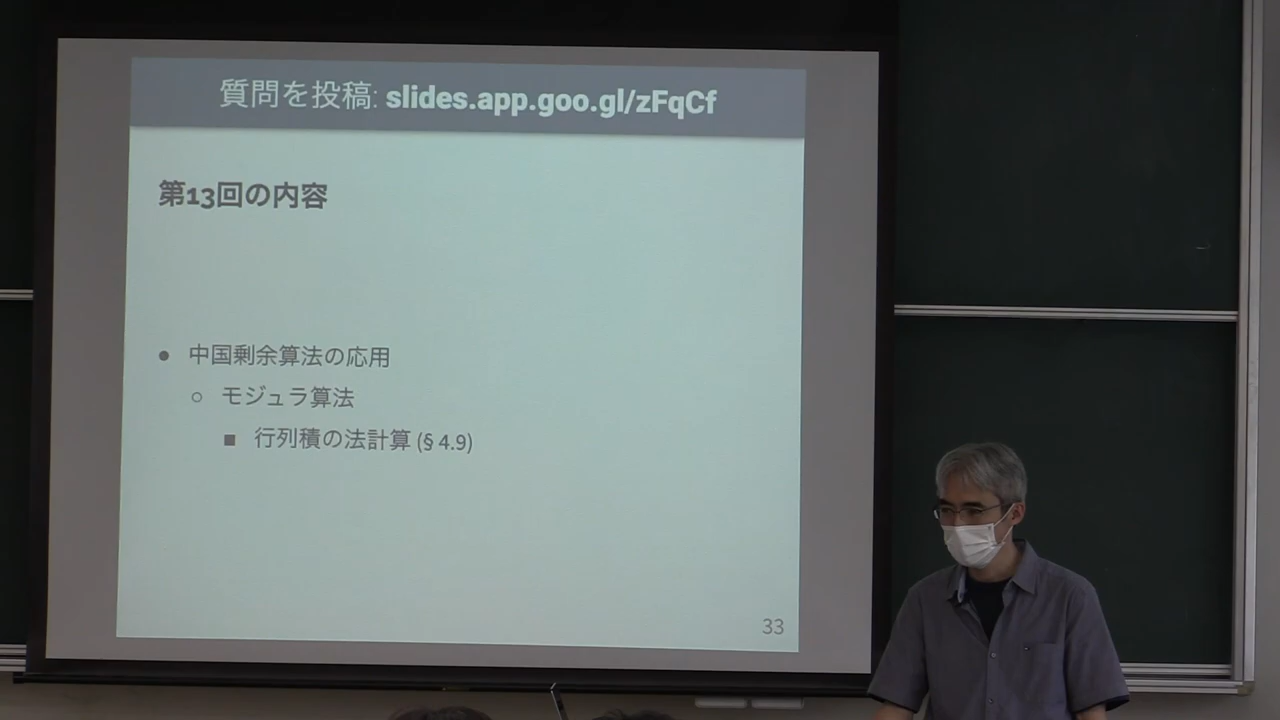 質問を投稿: slides.app.goo.gl/zFqCf
第13回の内容
● 中国剰余算法の応用
○ モジュラ算法
■ 行列積の法計算 (§ 4.9)
33